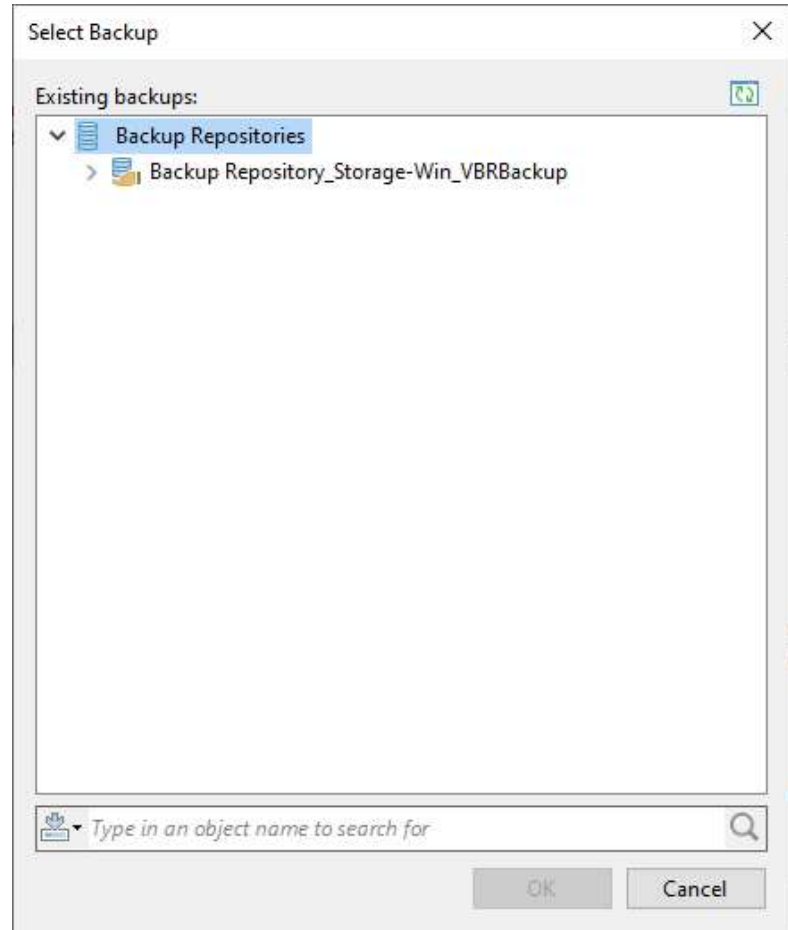 Select Backup
Existing backups:
Backup Repositories
Backup Repository_Storage-Win_VBRBackup
Type in an object name to search for
OK
Cancel